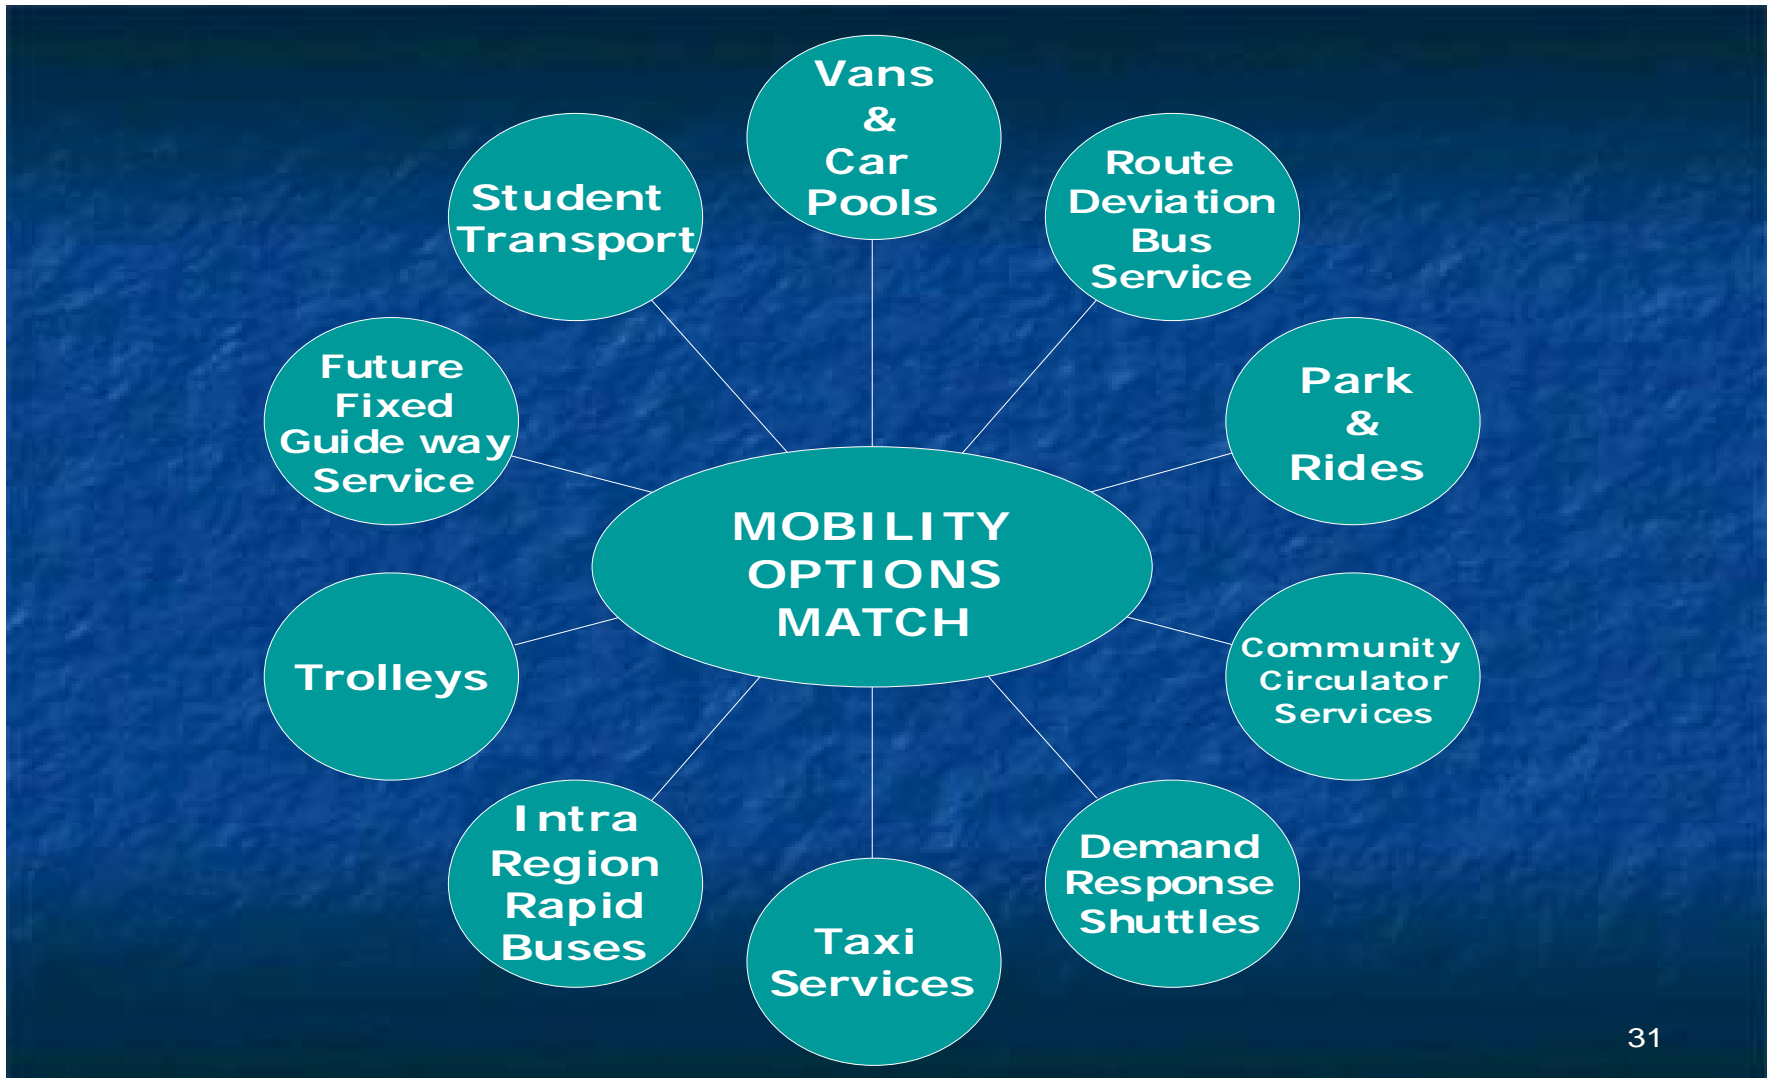 Vans
&
Car
Pools
Route
Deviation
Bus
Service
Park
&
Rides
Community
Circulator
Services
Demand
Response
Shuttles
Taxi
Services
Intra
Region
Rapid
Buses
Trolleys
Future
Fixed
Guide way
Service
Student
Transport
MOBILITY
OPTIONS
MATCH
31